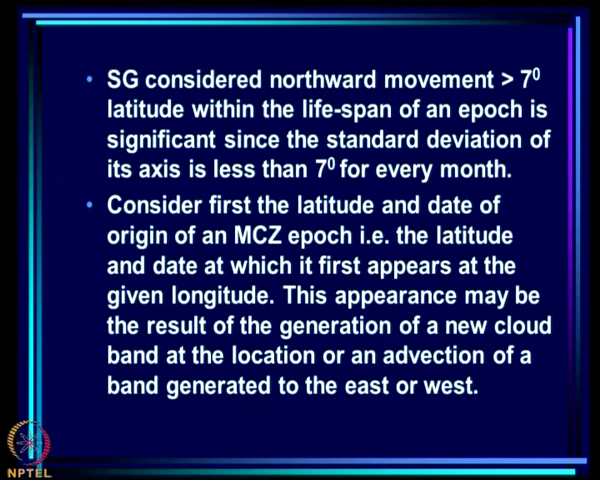 • SG considered northward movement > 7⁰
latitude within the life-span of an epoch is
significant since the standard deviation of
its axis is less than 7⁰ for every month.
• Consider first the latitude and date of
origin of an MCZ epoch i.e. the latitude
and date at which it first appears at the
given longitude. This appearance may be
the result of the generation of a new cloud
band at the location or an advection of a
band generated to the east or west.
NPTEL